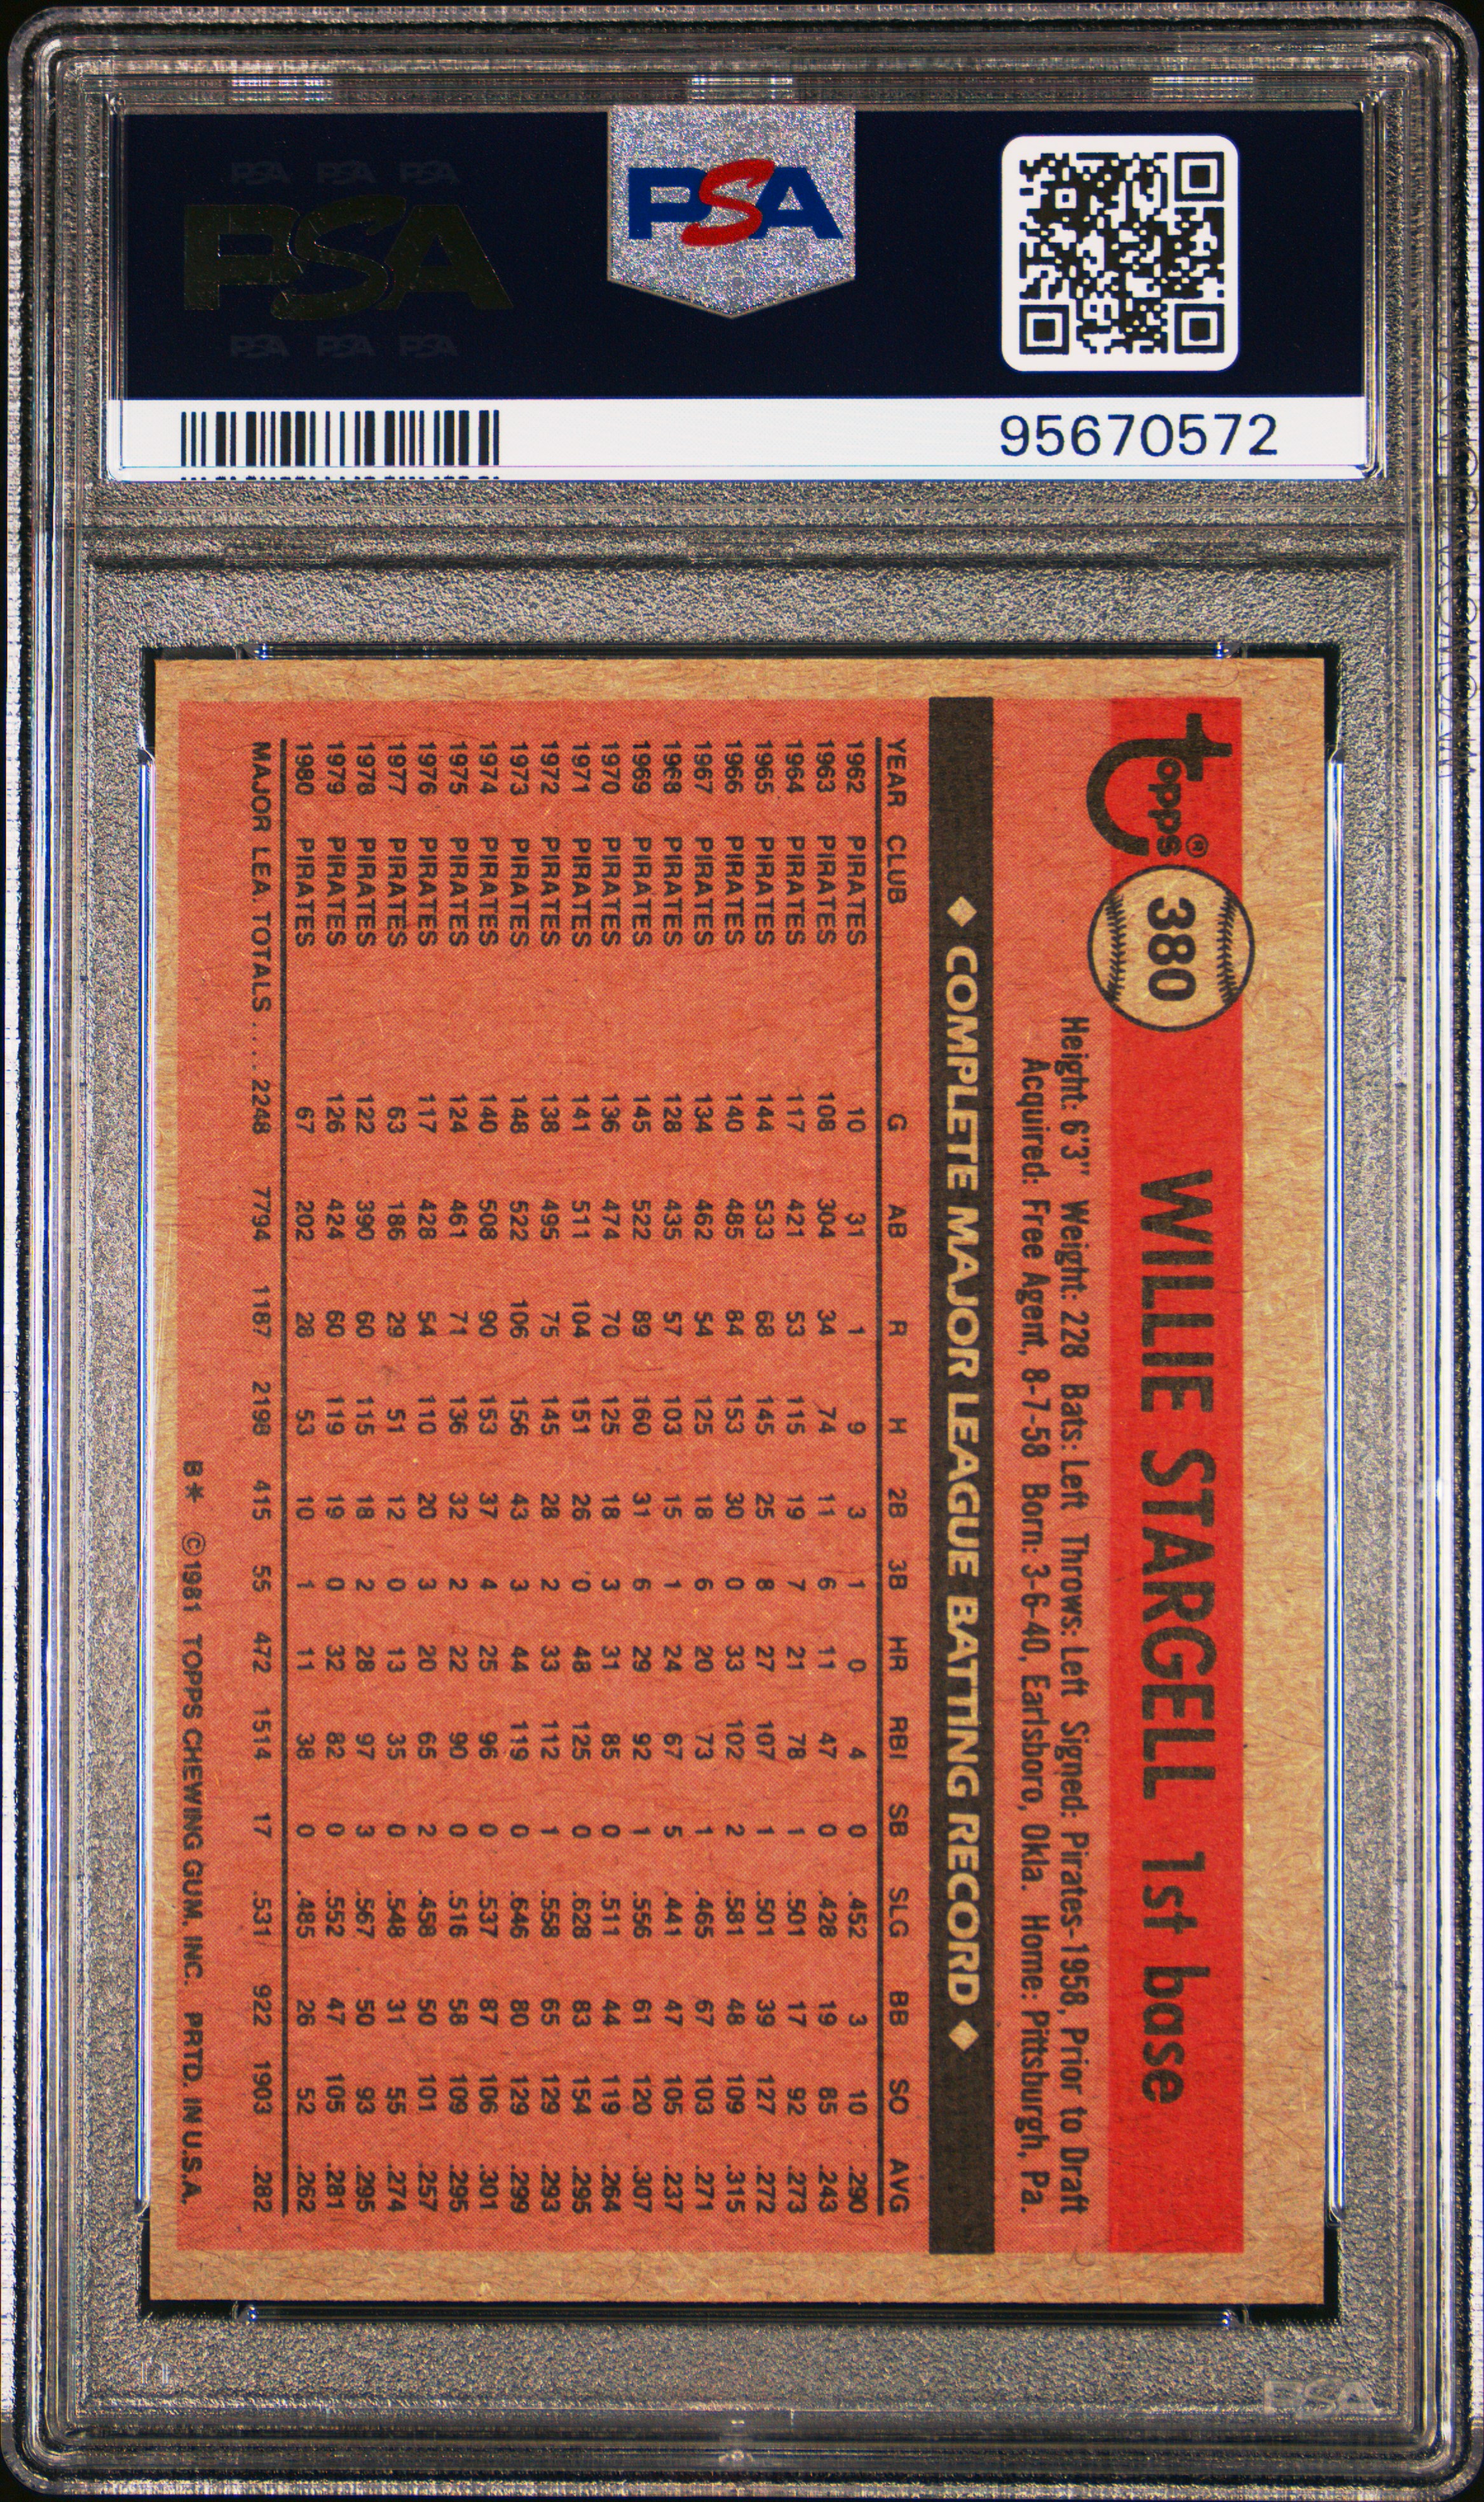 PSA PSA PSA
PSA
PSA PSA PSA
PSA
95670572
topps®
380
WILLIE STARGELL 1st base
Height: 6'3" Weight: 228 Bats: Left Throws: Left Signed: Pirates-1958, Prior to Draft
Acquired: Free Agent, 8-7-58 Born: 3-6-40, Earlsboro, Okla. Home: Pittsburgh, Pa.
◆ COMPLETE MAJOR LEAGUE BATTING RECORD ◆
YEAR CLUB G AB R H 2B 3B HR RBI SB SLG BB SO AVG
1962 PIRATES 10 31 1 9 3 1 0 4 0 .452 3 10 .290
1963 PIRATES 108 304 34 74 11 6 11 47 0 .428 19 85 .243
1964 PIRATES 117 421 53 115 19 7 21 78 1 .501 17 92 .273
1965 PIRATES 144 533 68 145 25 8 27 107 1 .501 39 127 .272
1966 PIRATES 140 485 84 153 30 0 33 102 2 .581 48 109 .315
1967 PIRATES 134 462 54 125 18 6 20 73 1 .465 67 103 .271
1968 PIRATES 128 435 57 103 15 1 24 67 5 .441 47 105 .237
1969 PIRATES 145 522 89 160 31 6 29 92 1 .556 61 120 .307
1970 PIRATES 136 474 70 125 18 3 31 85 0 .511 44 119 .264
1971 PIRATES 141 511 104 151 26 0 48 125 0 .628 83 154 .295
1972 PIRATES 138 495 75 145 28 2 33 112 1 .558 65 129 .293
1973 PIRATES 148 522 106 156 43 3 44 119 0 .646 80 129 .299
1974 PIRATES 140 508 90 153 37 4 25 96 0 .537 87 106 .301
1975 PIRATES 124 461 71 136 32 2 22 90 0 .516 58 109 .295
1976 PIRATES 117 428 54 110 20 3 20 65 2 .458 50 101 .257
1977 PIRATES 63 186 29 51 12 0 13 35 0 .548 31 55 .274
1978 PIRATES 122 390 60 115 18 2 28 97 3 .567 50 93 .295
1979 PIRATES 126 424 60 119 19 0 32 82 0 .552 47 105 .281
1980 PIRATES 67 202 28 53 10 1 11 38 0 .485 26 52 .262
MAJOR LEA. TOTALS .... 2248 7794 1187 2198 415 55 472 1514 17 .531 922 1903 .282
B* ©1981 TOPPS CHEWING GUM, INC. PRTD. IN U.S.A.
PSA